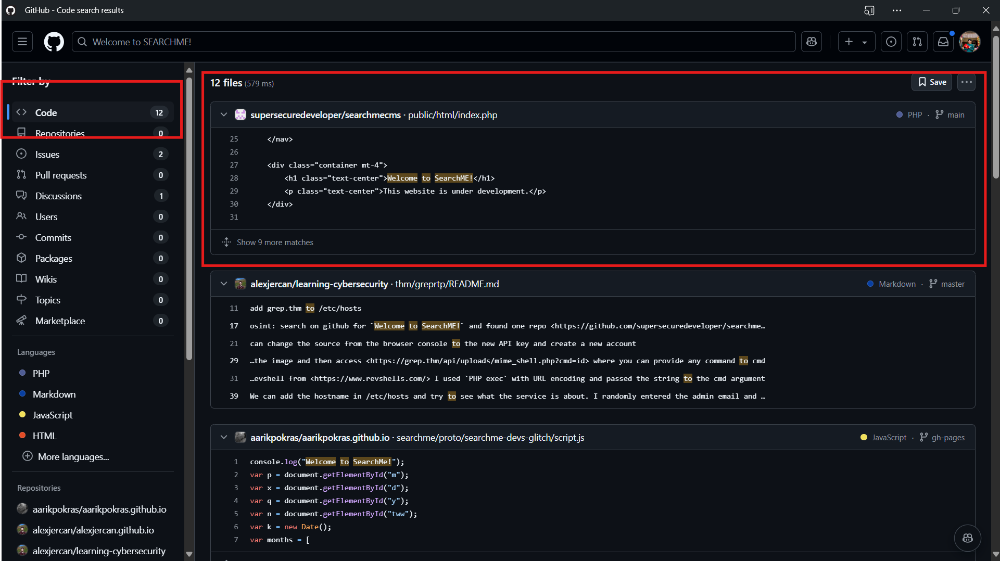 GitHub - Code search results
Welcome to SEARCHME!
Filter by
Code 12
Repositories 0
Issues 2
Pull requests 0
Discussions 1
Users 0
Commits 0
Packages 0
Wikis 0
Topics 0
Marketplace 0
Languages
PHP
Markdown
JavaScript
HTML
More languages...
Repositories
aarikpokras/aarikpokras.github.io
alexjercan/alexjercan.github.io
alexjercan/learning-cybersecurity
12 files (579 ms)
Save
supersecuredeveloper/searchmecms · public/html/index.php
PHP · main
25 </nav>
26
27 <div class="container mt-4">
28 <h1 class="text-center">Welcome to SearchME!</h1>
29 <p class="text-center">This website is under development.</p>
30 </div>
31
Show 9 more matches
alexjercan/learning-cybersecurity · thm/greprtp/README.md
Markdown · master
11 add grep.thm to /etc/hosts
17 osint: search on github for `Welcome to SearchME!` and found one repo <https://github.com/supersecuredeveloper/searchme…
21 can change the source from the browser console to the new API key and create a new account
29 …the image and then access <https://grep.thm/api/uploads/mime_shell.php?cmd=id> where you can provide any command to cmd
31 …evshell from <https://www.revshells.com/> I used `PHP exec` with URL encoding and passed the string to the cmd argument
39 We can add the hostname in /etc/hosts and try to see what the service is about. I randomly entered the admin email and …
aarikpokras/aarikpokras.github.io · searchme/proto/searchme-devs-glitch/script.js
JavaScript · gh-pages
1 console.log("Welcome to SearchMe!");
2 var p = document.getElementById("m");
3 var x = document.getElementById("d");
4 var q = document.getElementById("y");
5 var n = document.getElementById("tww");
6 var k = new Date();
7 var months = [